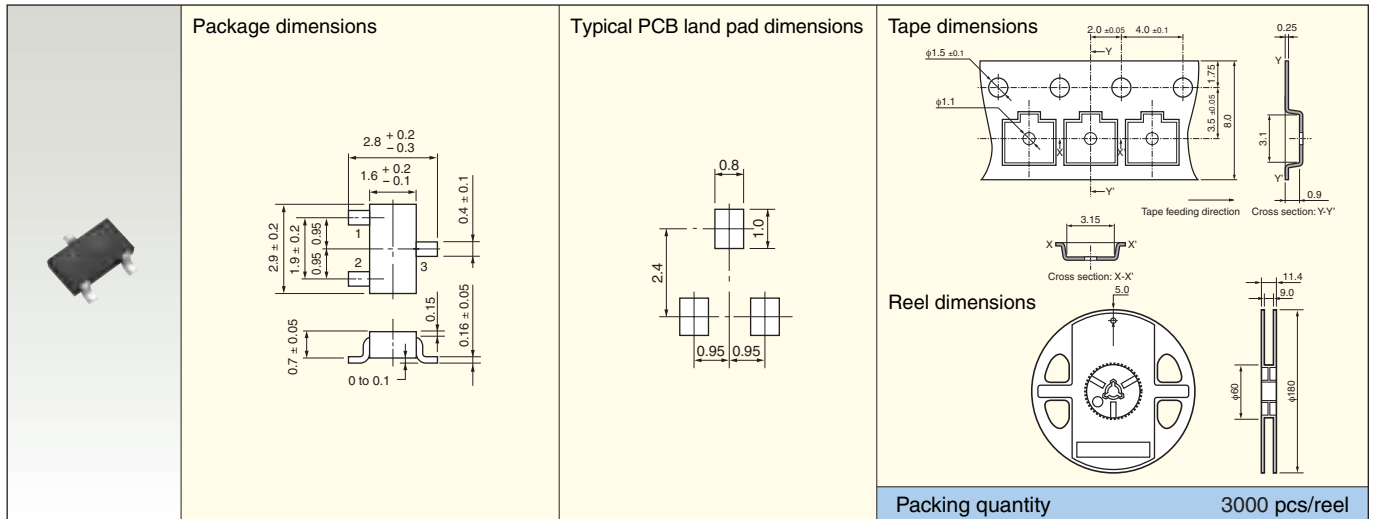 Package dimensions
2.8 + 0.2 − 0.3
1.6 + 0.2 − 0.1
0.4 ± 0.1
2.9 ± 0.2
1.9 ± 0.2
0.95
0.95
1
2
3
0.7 ± 0.05
0.15
0.16 ± 0.05
0 to 0.1
Typical PCB land pad dimensions
0.8
1.0
2.4
0.95
0.95
Tape dimensions
2.0 ±0.05
4.0 ±0.1
0.25
φ1.5 ±0.1
Y
Y
φ1.1
1.75
3.5 ±0.05
8.0
3.1
X
X'
Y'
Y'
0.9
Tape feeding direction
Cross section: Y-Y'
3.15
X
X'
Cross section: X-X'
Reel dimensions
5.0
11.4
9.0
φ60
φ180
Packing quantity 3000 pcs/reel